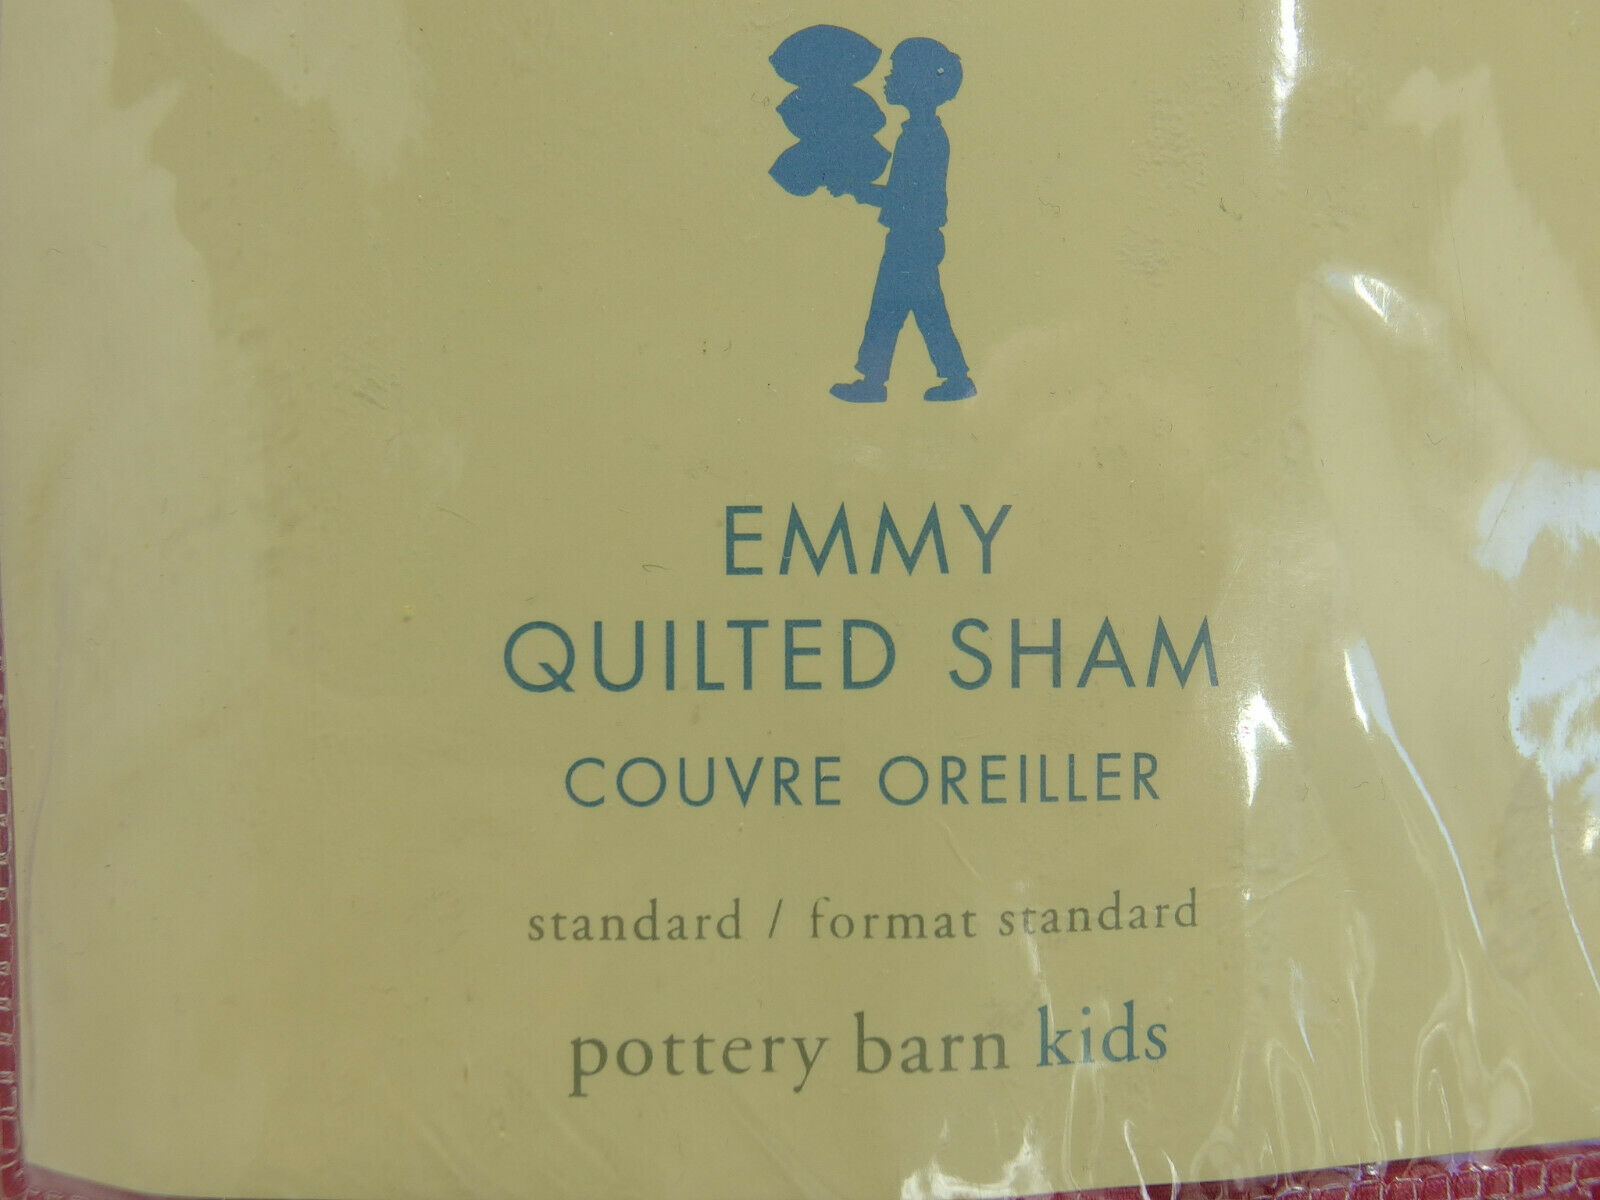 EMMY
QUILTED SHAM
COUVRE OREILLER
standard / format standard
pottery barn kids